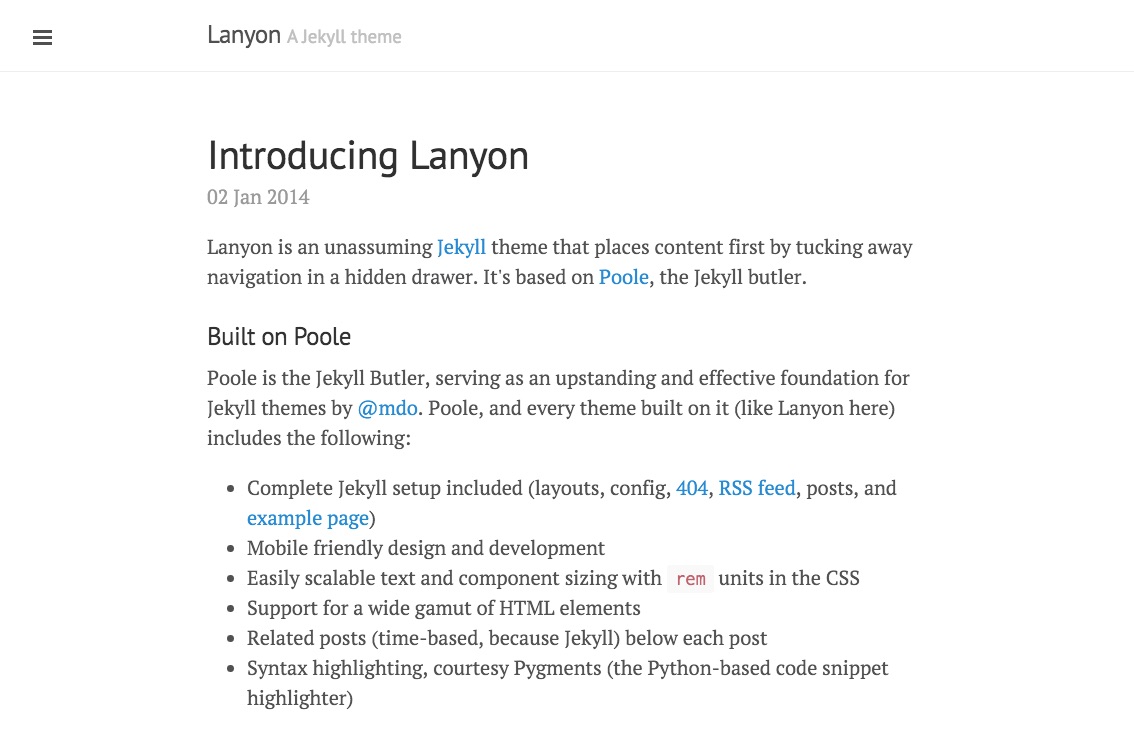 Lanyon A Jekyll theme
Introducing Lanyon
02 Jan 2014
Lanyon is an unassuming Jekyll theme that places content first by tucking away
navigation in a hidden drawer. It's based on Poole, the Jekyll butler.
Built on Poole
Poole is the Jekyll Butler, serving as an upstanding and effective foundation for
Jekyll themes by @mdo. Poole, and every theme built on it (like Lanyon here)
includes the following:
• Complete Jekyll setup included (layouts, config, 404, RSS feed, posts, and
example page)
• Mobile friendly design and development
• Easily scalable text and component sizing with rem units in the CSS
• Support for a wide gamut of HTML elements
• Related posts (time-based, because Jekyll) below each post
• Syntax highlighting, courtesy Pygments (the Python-based code snippet
highlighter)